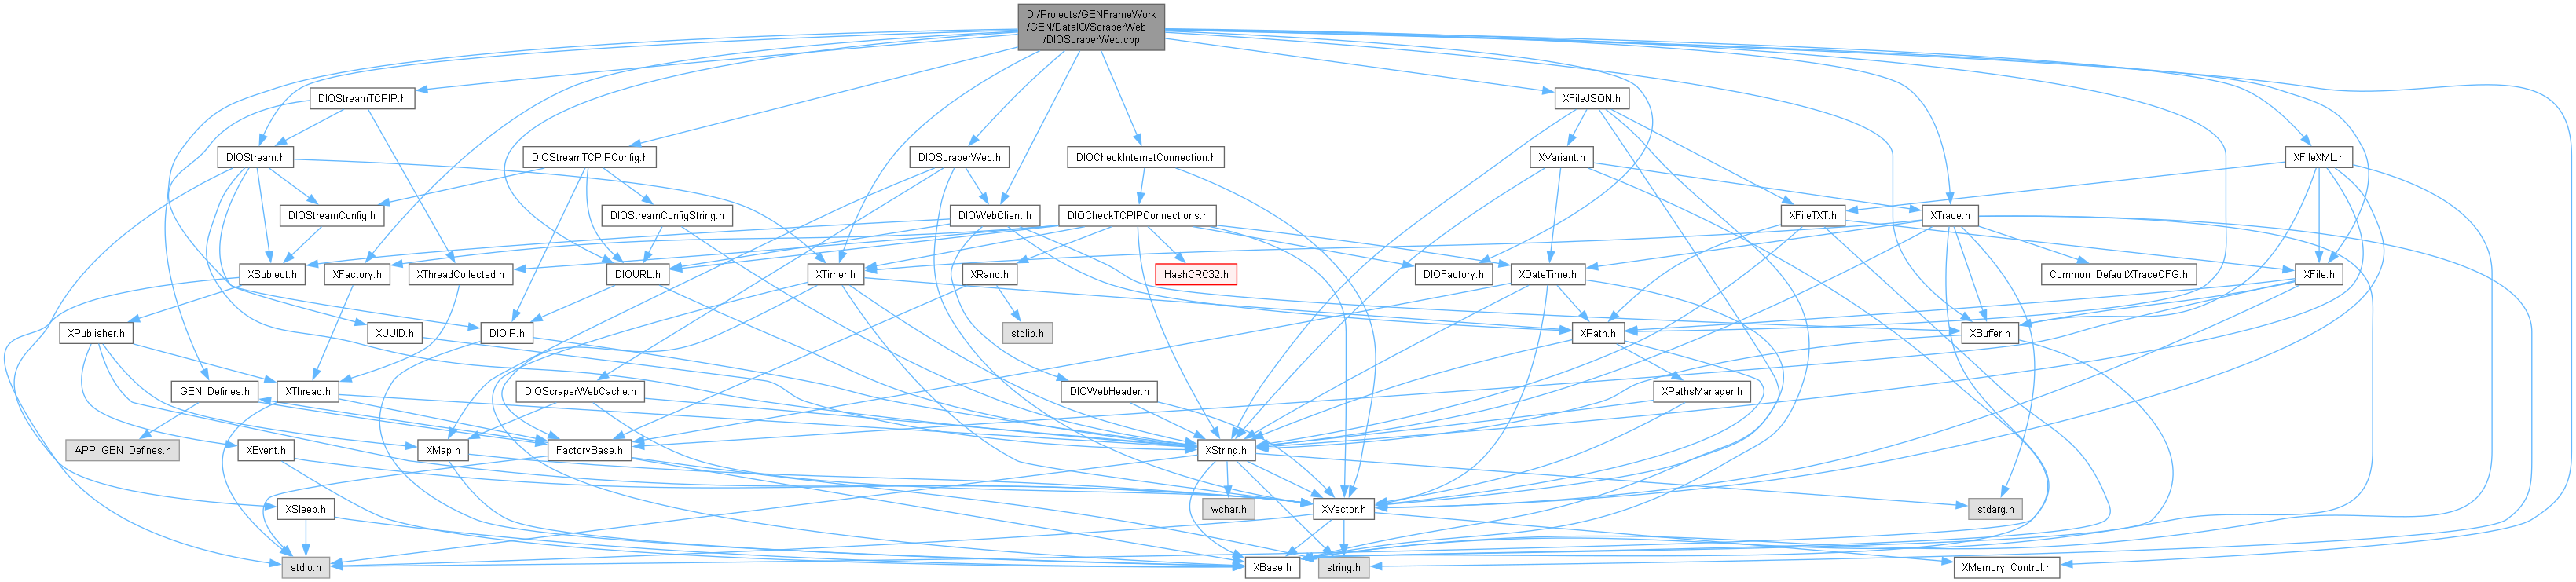 D:/Projects/GENFrameWork
/GEN/DataIO/ScraperWeb
/DIOScraperWeb.cpp
DIOStreamTCPIP.h
XFileJSON.h
DIOStream.h
DIOStreamTCPIPConfig.h
DIOScraperWeb.h
DIOCheckInternetConnection.h
XVariant.h
XFileXML.h
DIOStreamConfig.h
DIOStreamConfigString.h
DIOWebClient.h
DIOCheckTCPIPConnections.h
XFileTXT.h
XTrace.h
XSubject.h
XFactory.h
XThreadCollected.h
DIOURL.h
XTimer.h
XRand.h
HashCRC32.h
DIOFactory.h
XDateTime.h
Common_DefaultXTraceCFG.h
XFile.h
XPublisher.h
XUUID.h
DIOIP.h
stdlib.h
XPath.h
XBuffer.h
GEN_Defines.h
XThread.h
DIOScraperWebCache.h
DIOWebHeader.h
XPathsManager.h
APP_GEN_Defines.h
XEvent.h
XMap.h
FactoryBase.h
XString.h
XSleep.h
wchar.h
XVector.h
stdarg.h
stdio.h
XBase.h
string.h
XMemory_Control.h